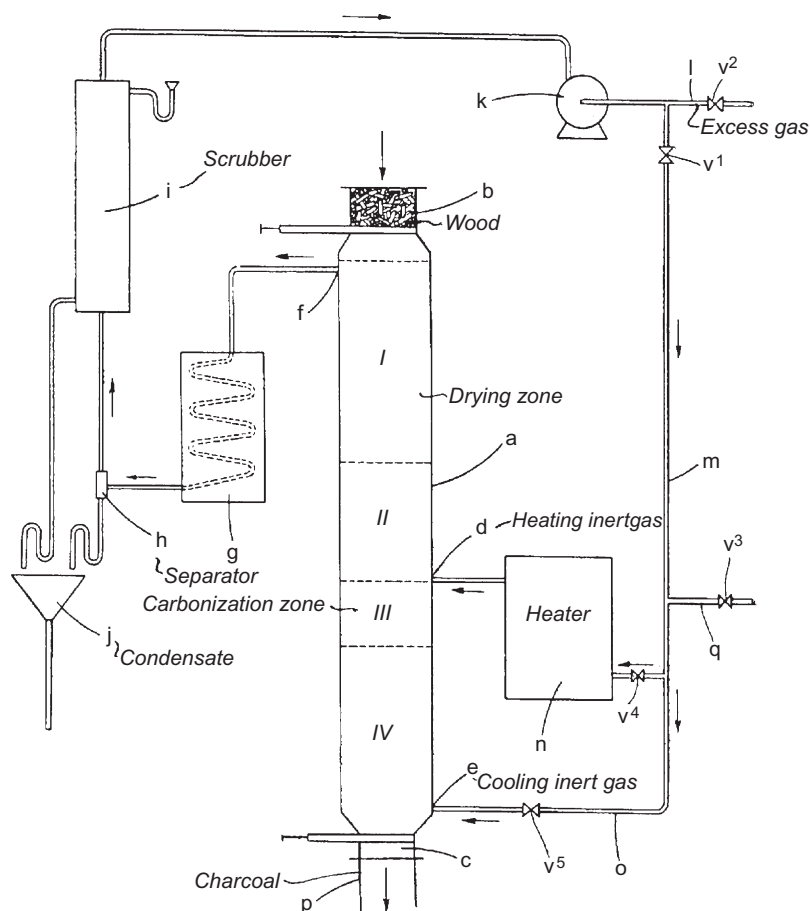 k
l
v2
Excess gas
v1
i
Scrubber
b
Wood
f
I
Drying zone
a
m
II
d
Heating inertgas
h
Separator
g
Carbonization zone
III
Heater
v3
q
j
Condensate
v4
n
IV
e
Cooling inert gas
v5
o
c
Charcoal
p